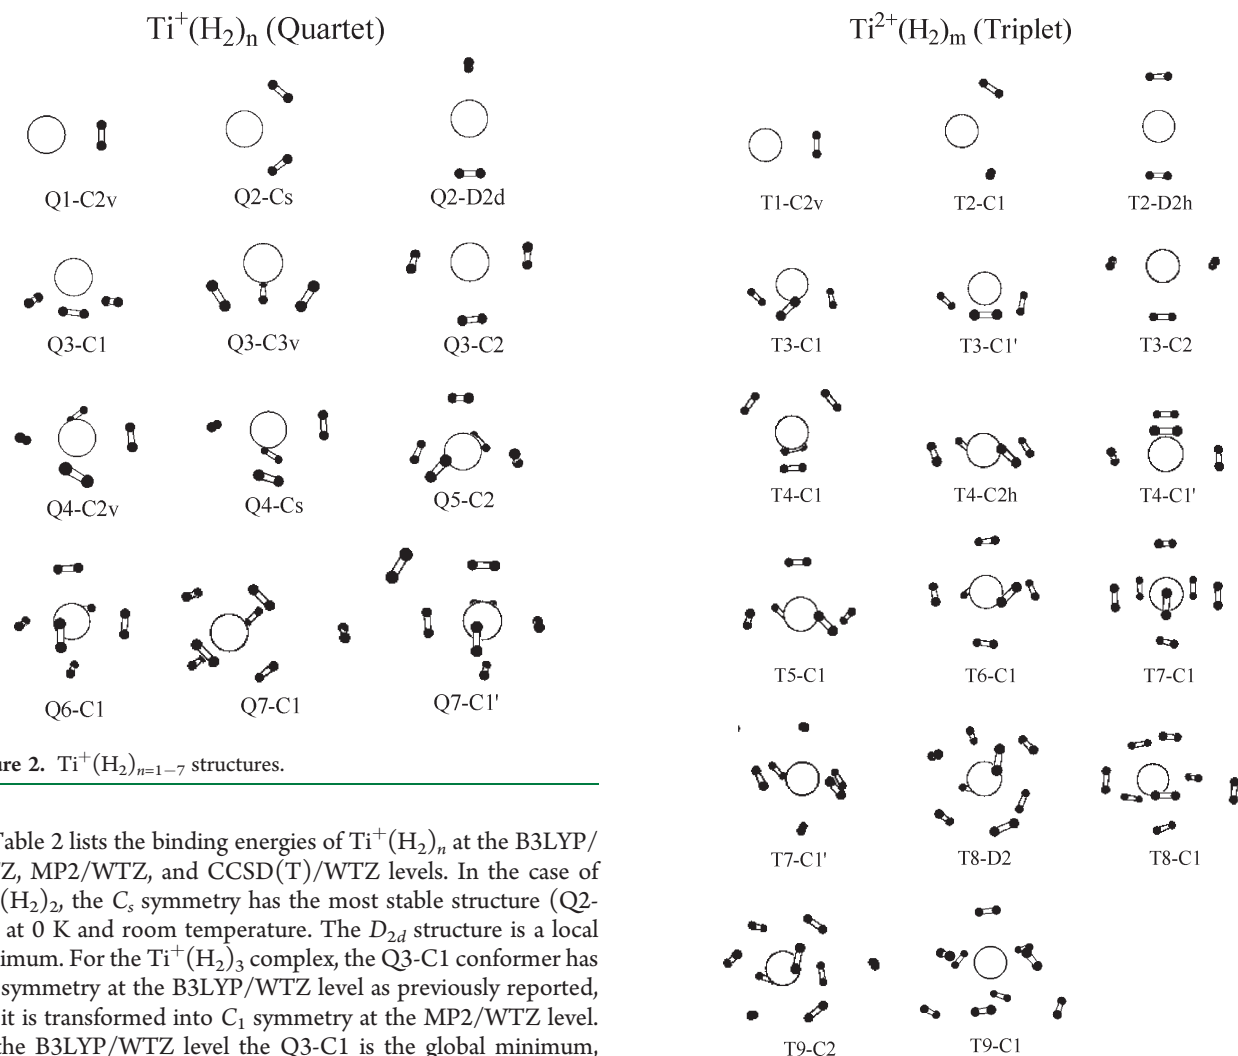 Ti⁺(H₂)ₙ (Quartet)
Q1-C2v Q2-Cs Q2-D2d
Q3-C1 Q3-C3v Q3-C2
Q4-C2v Q4-Cs Q5-C2
Q6-C1 Q7-C1 Q7-C1'
ure 2. Ti⁺(H₂)ₙ₌₁₋₇ structures.
Table 2 lists the binding energies of Ti⁺(H₂)ₙ at the B3LYP/
TZ, MP2/WTZ, and CCSD(T)/WTZ levels. In the case of
(H₂)₂, the Cₛ symmetry has the most stable structure (Q2-
at 0 K and room temperature. The D₂d structure is a local
imum. For the Ti⁺(H₂)₃ complex, the Q3-C1 conformer has
symmetry at the B3LYP/WTZ level as previously reported,
it is transformed into C₁ symmetry at the MP2/WTZ level.
the B3LYP/WTZ level the Q3-C1 is the global minimum,
Ti²⁺(H₂)ₘ (Triplet)
T1-C2v T2-C1 T2-D2h
T3-C1 T3-C1' T3-C2
T4-C1 T4-C2h T4-C1'
T5-C1 T6-C1 T7-C1
T7-C1' T8-D2 T8-C1
T9-C2 T9-C1